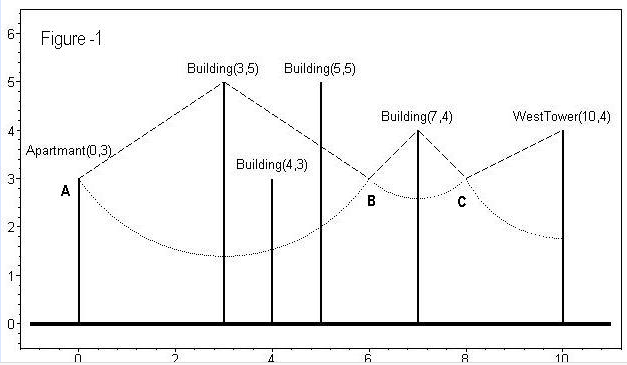 Figure -1
6
Building(3,5) Building(5,5)
5
Building(7,4) WestTower(10,4)
4
Apartmant(0,3)
Building(4,3)
3
A
B
C
2
1
0
0 2 4 6 8 10